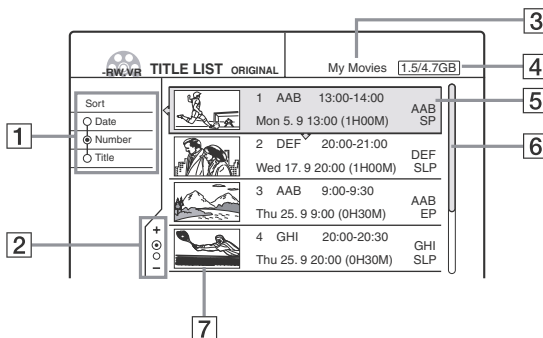 3
-RWVR TITLE LIST ORIGINAL My Movies 1.5/4.7GB
4
Sort
Date
Number
Title
1
1 AAB 13:00-14:00
Mon 5. 9 13:00 (1H00M)
AAB
SP
5
2 DEF 20:00-21:00
Wed 17. 9 20:00 (1H00M)
DEF
SLP
6
3 AAB 9:00-9:30
Thu 25. 9 9:00 (0H30M)
AAB
EP
4 GHI 20:00-20:30
Thu 25. 9 20:00 (0H30M)
GHI
SLP
2
+
–
7